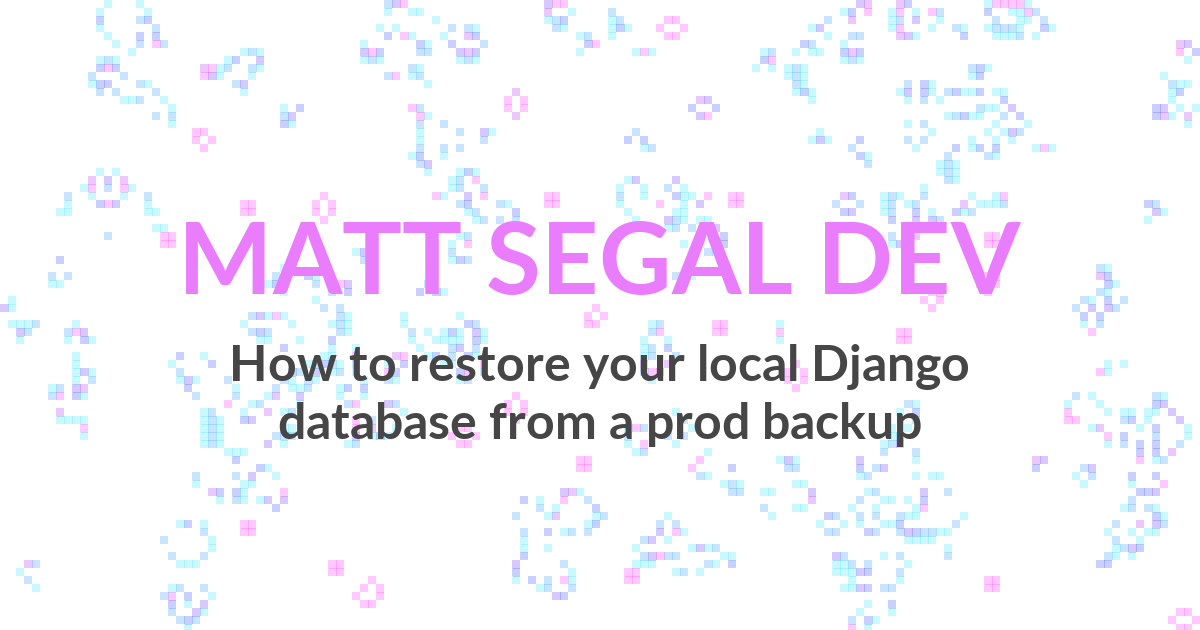 MATT SEGAL DEV
How to restore your local Django
database from a prod backup